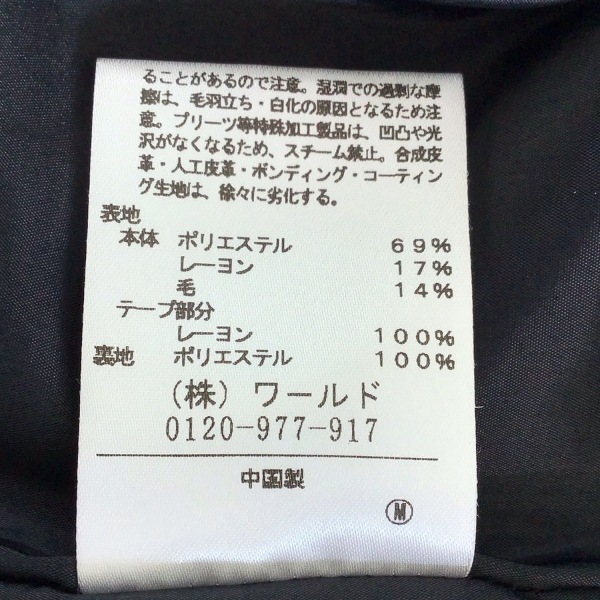 ることがあるので注意。湿潤での過剰な摩
擦は、毛羽立ち・白化の原因となるため注
意。プリーツ等特殊加工製品は、凹凸や光
沢がなくなるため、スチーム禁止。合成皮
革・人工皮革・ボンディング・コーティン
グ生地は、徐々に劣化する。
表地
本体 ポリエステル 69%
レーヨン 17%
毛 14%
テープ部分
レーヨン 100%
裏地 ポリエステル 100%
(株) ワールド
0120-977-917
中国製
M